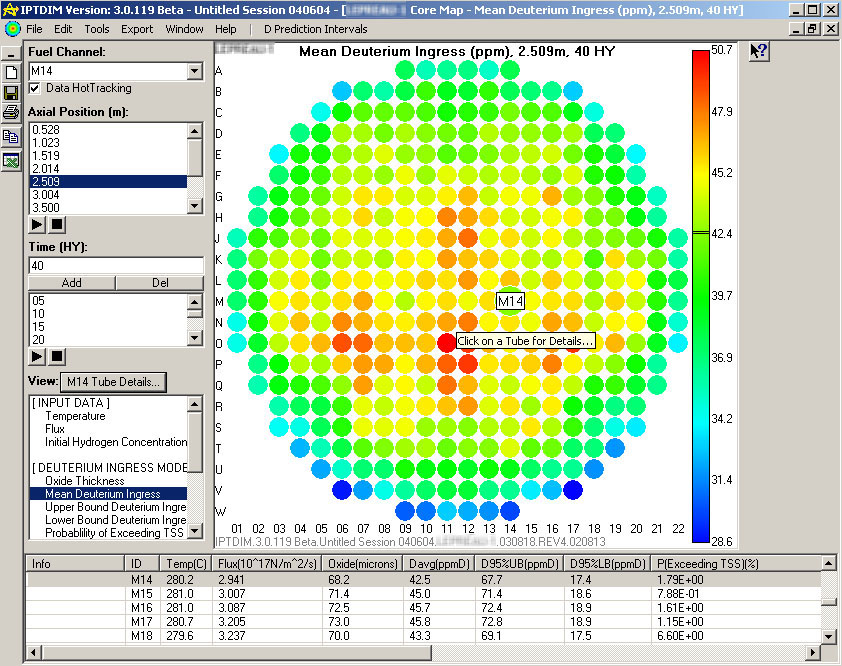 IPTDIM Version: 3.0.119 Beta - Untitled Session 040604 - [ Core Map - Mean Deuterium Ingress (ppm), 2.509m, 40 HY]
File Edit Tools Export Window Help D Prediction Intervals
Fuel Channel:
M14
Data HotTracking
Axial Position (m):
0.528
1.023
1.519
2.014
2.509
3.004
3.500
Time (HY):
40
Add Del
05
10
15
20
View: M14 Tube Details...
[INPUT DATA ]
Temperature
Flux
Initial Hydrogen Concentration
[ DEUTERIUM INGRESS MODE
Oxide Thickness
Mean Deuterium Ingress
Upper Bound Deuterium Ingre
Lower Bound Deuterium Ingre
Probability of Exceeding TSS
Mean Deuterium Ingress (ppm), 2.509m, 40 HY
A
B
C
D
E
F
G
H
J
K
L
M
N
O
P
Q
R
S
T
U
V
W
M14
Click on a Tube for Details...
01 02 03 04 05 06 07 08 09 10 11 12 13 14 15 16 17 18 19 20 21 22
IPTDIM.3.0.119 Beta.Untitled Session 040604, .030818.REV4.020813
50.7
47.9
45.2
42.4
39.7
36.9
34.2
31.4
28.6
Info ID Temp(C) Flux(10^17N/m^2/s) Oxide(microns) Davg(ppmD) D95%UB(ppmD) D95%LB(ppmD) P(Exceeding TSS)(%)
M14 280.2 2.941 68.2 42.5 67.7 17.4 1.79E+00
M15 281.0 3.007 71.4 45.0 71.4 18.6 7.88E-01
M16 281.0 3.087 72.5 45.7 72.4 18.9 1.61E+00
M17 280.7 3.205 73.0 45.8 72.8 18.9 1.15E+00
M18 279.6 3.237 70.0 43.3 69.1 17.5 6.60E+00